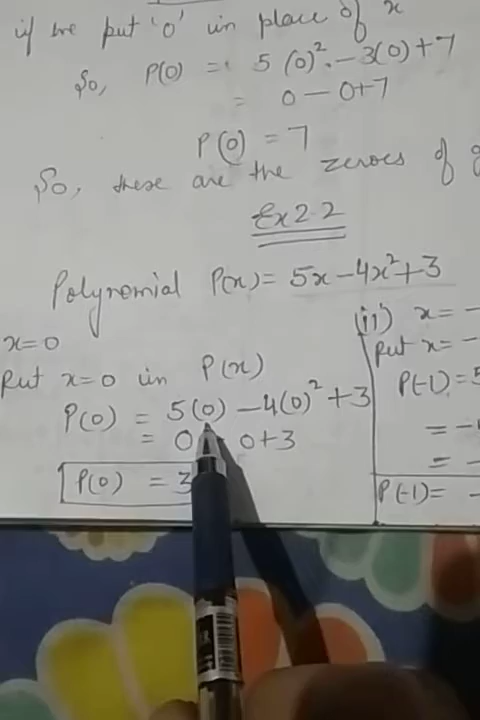 if we put '0' in place of x
So, P(0) = 5(0)² - 3(0)+7
= 0 - 0+7
P(0) = 7
So, these are the zeroes of
Ex 2.2
Polynomial P(x) = 5x - 4x² + 3
x=0
Put x=0 in P(x)
P(0) = 5(0) - 4(0)² + 3
= 0 - 0+3
P(0) = 3
(ii) x = -
Put x = -
P(-1) = 5
= -
= -
P(-1) = -